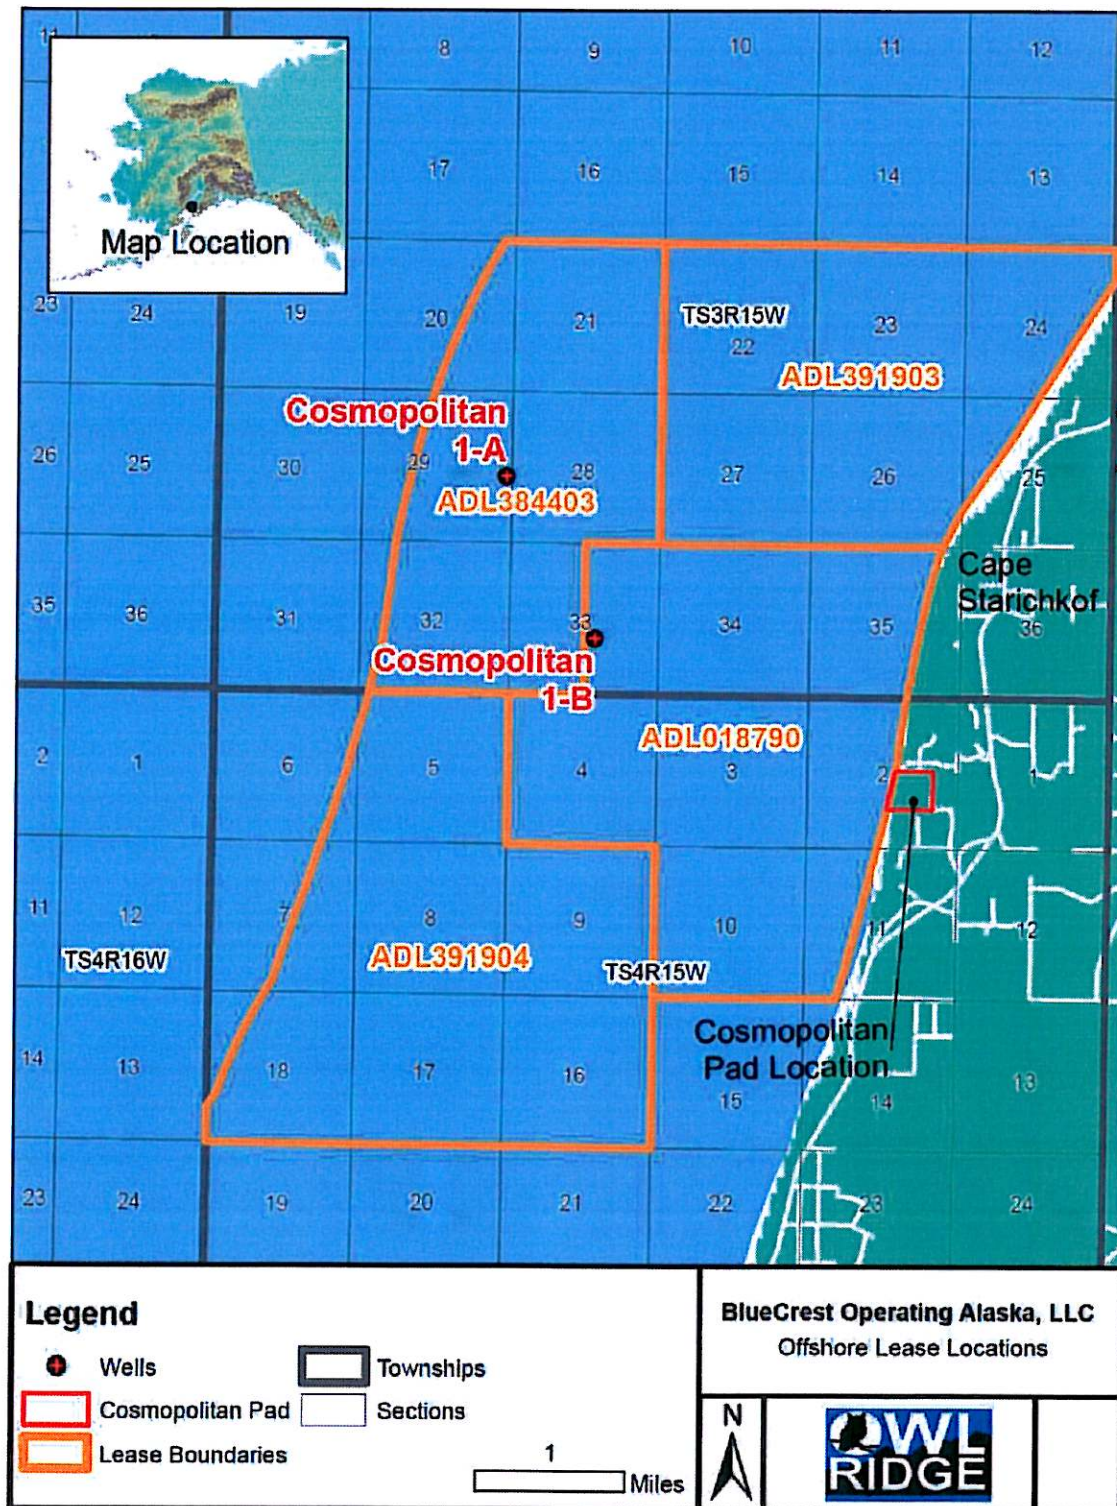 11
8
9
10
11
12
Map Location
17
16
15
14
13
23
24
19
20
21
TS3R15W
22
23
24
ADL391903
Cosmopolitan
1-A
26
25
30
29
28
27
26
25
ADL384403
Cape
Starichkof
35
36
31
32
33
34
35
36
Cosmopolitan
1-B
ADL018790
2
1
6
5
4
3
2
1
11
12
7
8
9
10
11
12
TS4R16W
ADL391904
TS4R15W
Cosmopolitan
Pad Location
14
13
18
17
16
15
14
13
23
24
19
20
21
22
23
24
Legend
Wells
Townships
Cosmopolitan Pad
Sections
Lease Boundaries
1
Miles
BlueCrest Operating Alaska, LLC
Offshore Lease Locations
N
OWL
RIDGE